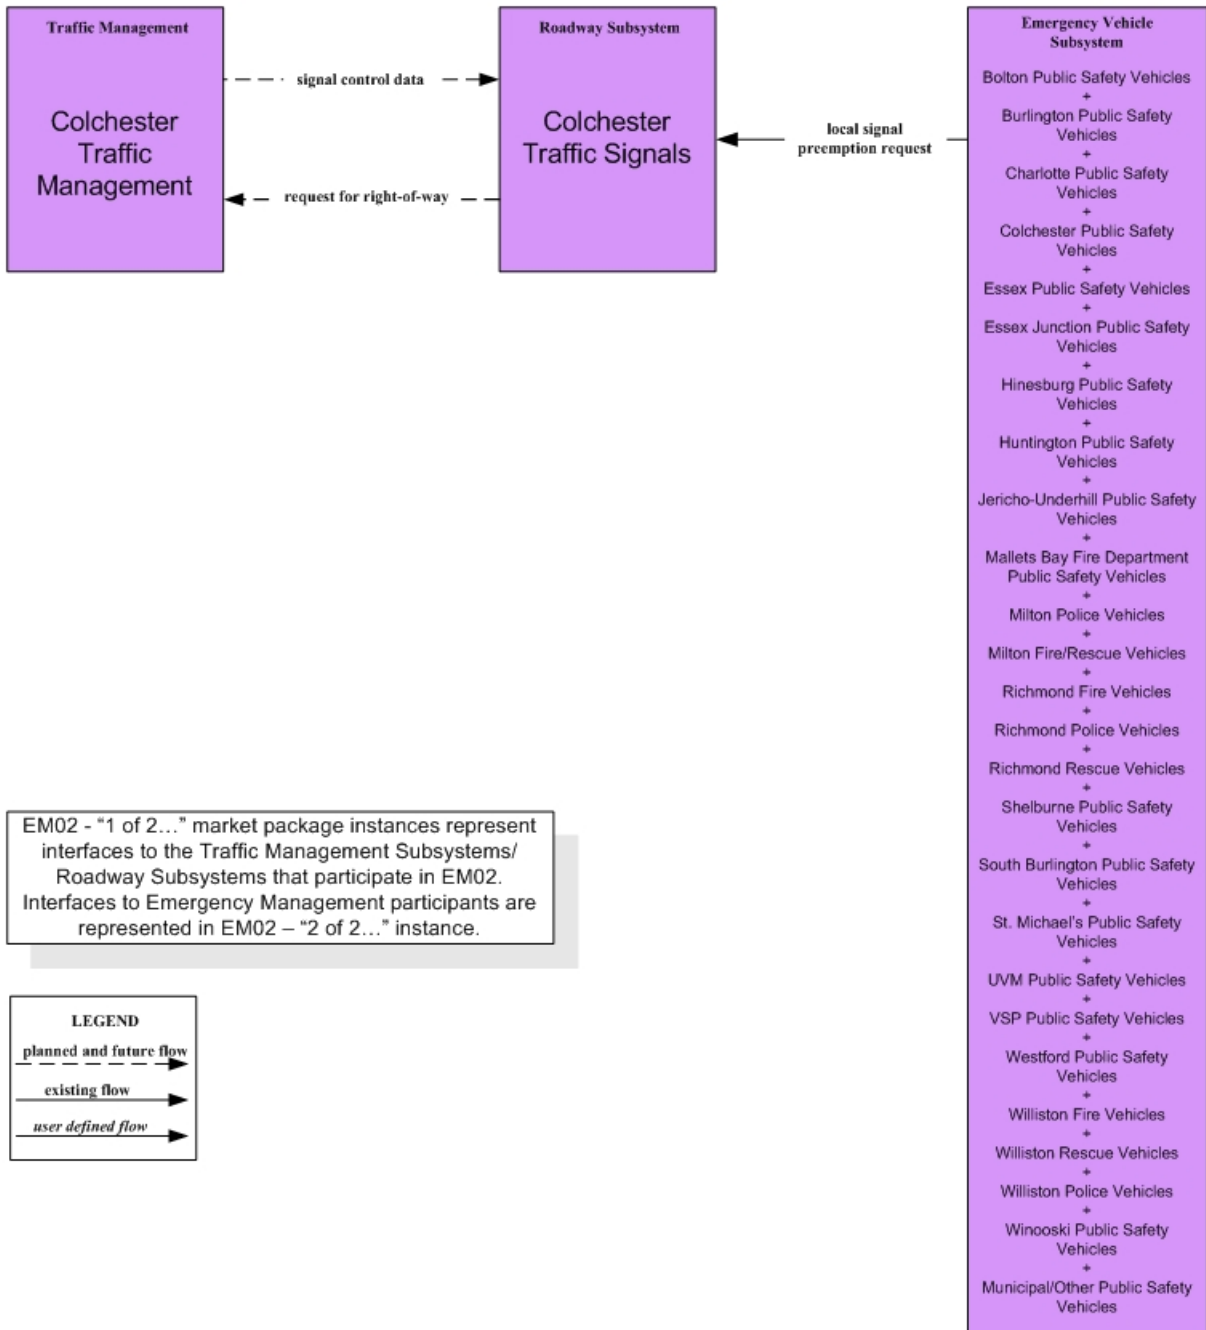 Traffic Management
Colchester
Traffic
Management
signal control data
request for right-of-way
Roadway Subsystem
Colchester
Traffic Signals
local signal
preemption request
Emergency Vehicle
Subsystem
Bolton Public Safety Vehicles
+
Burlington Public Safety
Vehicles
+
Charlotte Public Safety
Vehicles
+
Colchester Public Safety
Vehicles
+
Essex Public Safety Vehicles
+
Essex Junction Public Safety
Vehicles
+
Hinesburg Public Safety
Vehicles
+
Huntington Public Safety
Vehicles
+
Jericho-Underhill Public Safety
Vehicles
+
Mallets Bay Fire Department
Public Safety Vehicles
+
Milton Police Vehicles
+
Milton Fire/Rescue Vehicles
+
Richmond Fire Vehicles
+
Richmond Police Vehicles
+
Richmond Rescue Vehicles
+
Shelburne Public Safety
Vehicles
+
South Burlington Public Safety
Vehicles
+
St. Michael's Public Safety
Vehicles
+
UVM Public Safety Vehicles
+
VSP Public Safety Vehicles
+
Westford Public Safety
Vehicles
+
Williston Fire Vehicles
+
Williston Rescue Vehicles
+
Williston Police Vehicles
+
Winooski Public Safety
Vehicles
+
Municipal/Other Public Safety
Vehicles
EM02 - “1 of 2…” market package instances represent
interfaces to the Traffic Management Subsystems/
Roadway Subsystems that participate in EM02.
Interfaces to Emergency Management participants are
represented in EM02 – “2 of 2…” instance.
LEGEND
planned and future flow
existing flow
user defined flow